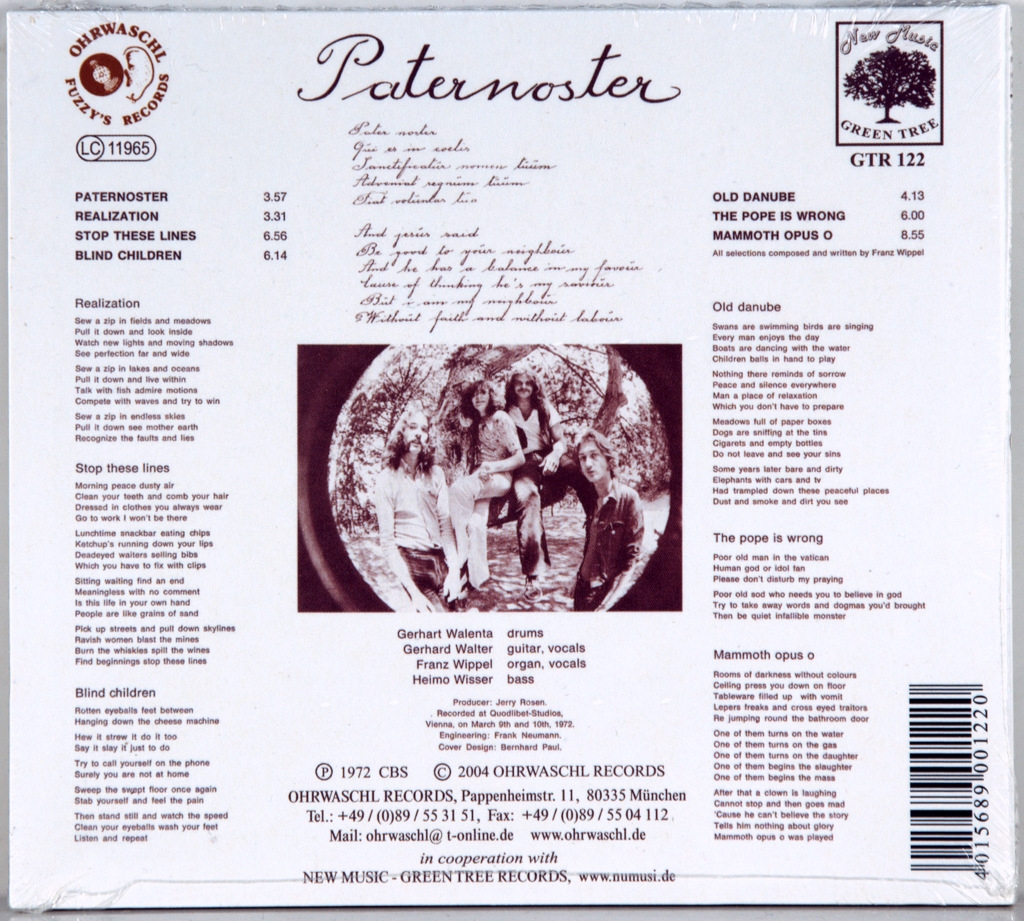 OHRWASCHL
FUZZY'S RECORDS
LC 11965
Paternoster
New Music
GREEN TREE
GTR 122
PATERNOSTER 3.57
REALIZATION 3.31
STOP THESE LINES 6.56
BLIND CHILDREN 6.14
Pater noster
Qui es in coelis
Sanctificatur nomen tuum
Adveniat regnum tuum
Fiat voluntas tua
And jesus said
Be good to your neighbour
And he has a balance in my favour
Cause of thinking he's my saviour
But i am my neighbour
Without faith and without labour
OLD DANUBE 4.13
THE POPE IS WRONG 6.00
MAMMOTH OPUS O 8.55
All selections composed and written by Franz Wippel
Realization
Sew a zip in fields and meadows
Pull it down and look inside
Watch new lights and moving shadows
See perfection far and wide
Sew a zip in lakes and oceans
Pull it down and live within
Talk with fish admire motions
Compete with waves and try to win
Sew a zip in endless skies
Pull it down see mother earth
Recognize the faults and lies
Stop these lines
Morning peace dusty air
Clean your teeth and comb your hair
Dressed in clothes you always wear
Go to work I won't be there
Lunchtime snackbar eating chips
Ketchup's running down your lips
Deadeyed waiters selling bibs
Which you have to fix with clips
Sitting waiting find an end
Meaningless with no comment
Is this life in your own hand
People are like grains of sand
Pick up streets and pull down skylines
Ravish women blast the mines
Burn the whiskies spill the wines
Find beginnings stop these lines
Blind children
Rotten eyeballs feet between
Hanging down the cheese machine
Hew it strew it do it too
Say it slay it just to do
Try to call yourself on the phone
Surely you are not at home
Sweep the swept floor once again
Stab yourself and feel the pain
Then stand still and watch the speed
Clean your eyeballs wash your feet
Listen and repeat
Gerhart Walenta drums
Gerhard Walter guitar, vocals
Franz Wippel organ, vocals
Heimo Wisser bass
Producer: Jerry Rosen.
Recorded at Quodlibet-Studios,
Vienna, on March 9th and 10th, 1972.
Engineering: Frank Neumann.
Cover Design: Bernhard Paul.
Ⓟ 1972 CBS © 2004 OHRWASCHL RECORDS
OHRWASCHL RECORDS, Pappenheimstr. 11, 80335 München
Tel.: +49 / (0)89 / 55 31 51, Fax: +49 / (0)89 / 55 04 112
Mail: ohrwaschl@ t-online.de www.ohrwaschl.de
in cooperation with
NEW MUSIC - GREEN TREE RECORDS, www.numusi.de
Old danube
Swans are swimming birds are singing
Every man enjoys the day
Boats are dancing with the water
Children balls in hand to play
Nothing there reminds of sorrow
Peace and silence everywhere
Man a place of relaxation
Which you don't have to prepare
Meadows full of paper boxes
Dogs are sniffing at the tins
Cigarets and empty bottles
Do not leave and see your sins
Some years later bare and dirty
Elephants with cars and tv
Had trampled down these peaceful places
Dust and smoke and dirt you see
The pope is wrong
Poor old man in the vatican
Human god or idol fan
Please don't disturb my praying
Poor old sod who needs you to believe in god
Try to take away words and dogmas you'd brought
Then be quiet infallible monster
Mammoth opus o
Rooms of darkness without colours
Ceiling press you down on floor
Tableware filled up with vomit
Lepers freaks and cross eyed traitors
Re jumping round the bathroom door
One of them turns on the water
One of them turns on the gas
One of them turns on the daughter
One of them begins the slaughter
One of them begins the mass
After that a clown is laughing
Cannot stop and then goes mad
'Cause he can't believe the story
Tells him nothing about glory
Mammoth opus o was played
4 015689 001220